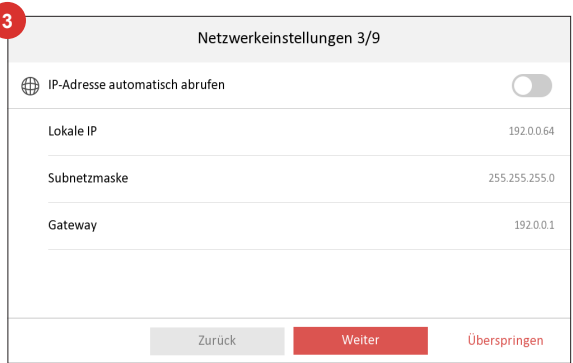 3
Netzwerkeinstellungen 3/9
IP-Adresse automatisch abrufen
Lokale IP 192.0.0.64
Subnetzmaske 255.255.255.0
Gateway 192.0.0.1
Zurück Weiter Überspringen